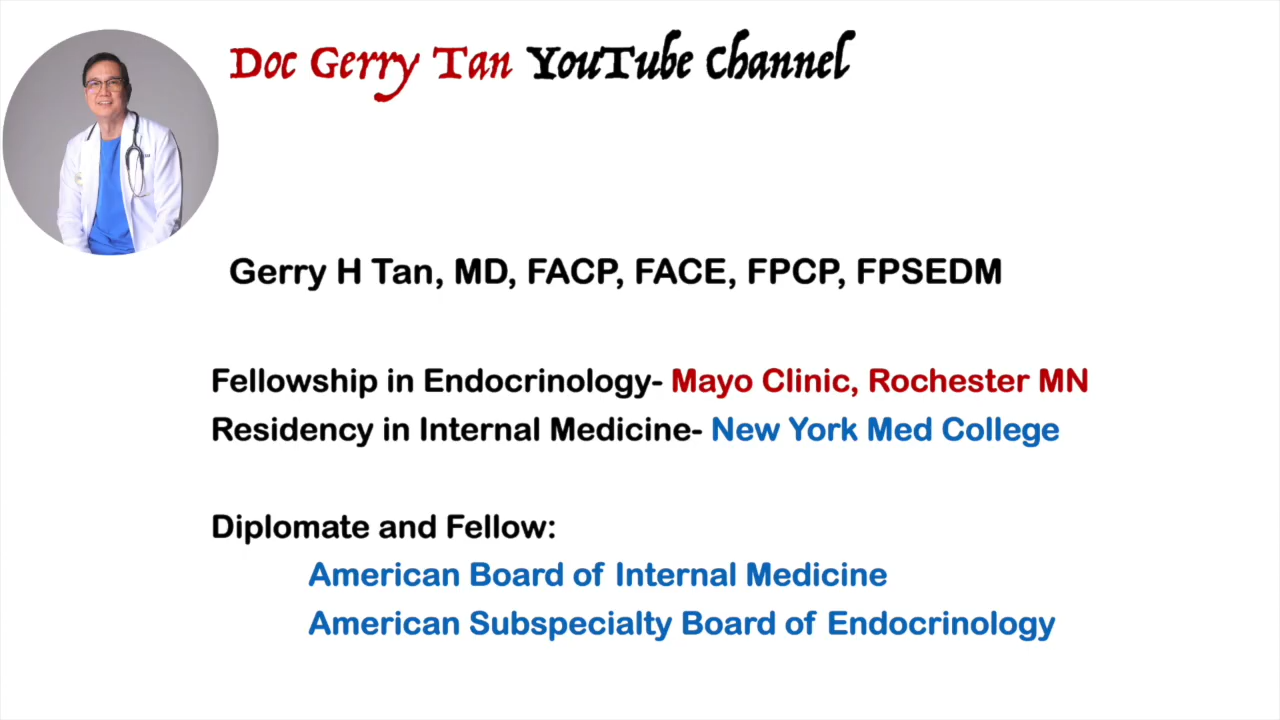 Doc Gerry Tan YouTube Channel
Gerry H Tan, MD, FACP, FACE, FPCP, FPSEDM
Fellowship in Endocrinology- Mayo Clinic, Rochester MN
Residency in Internal Medicine- New York Med College
Diplomate and Fellow:
American Board of Internal Medicine
American Subspecialty Board of Endocrinology